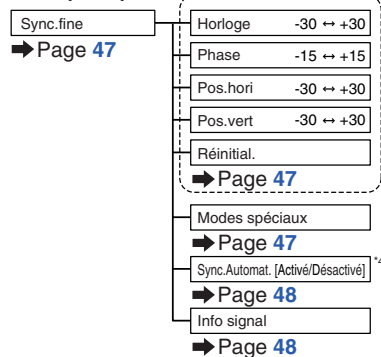 Sync.fine
➡ Page 47
Horloge -30 ↔ +30
Phase -15 ↔ +15
Pos.hori -30 ↔ +30
Pos.vert -30 ↔ +30
Réinitial.
➡ Page 47
Modes spéciaux
➡ Page 47
Sync.Automat. [Activé/Désactivé]
➡ Page 48
Info signal
➡ Page 48